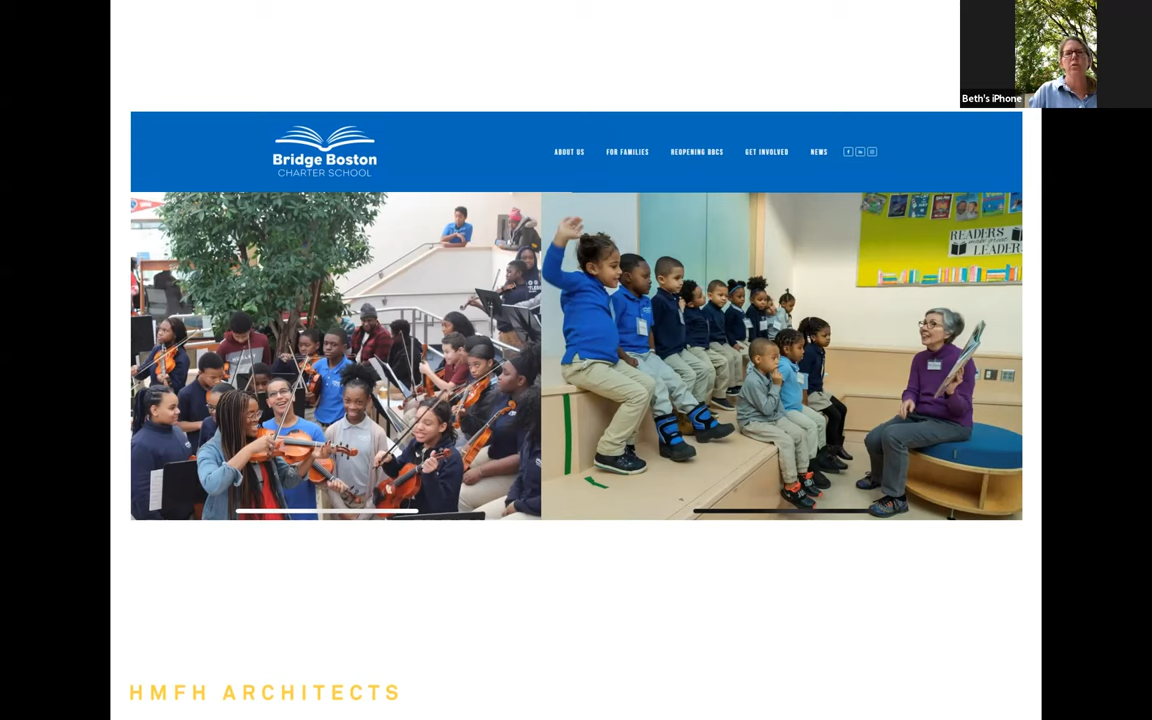 Beth's iPhone
Bridge Boston
CHARTER SCHOOL
ABOUT US FOR FAMILIES REOPENING BBCS GET INVOLVED NEWS
READERS
LEADERS
HMFH ARCHITECTS